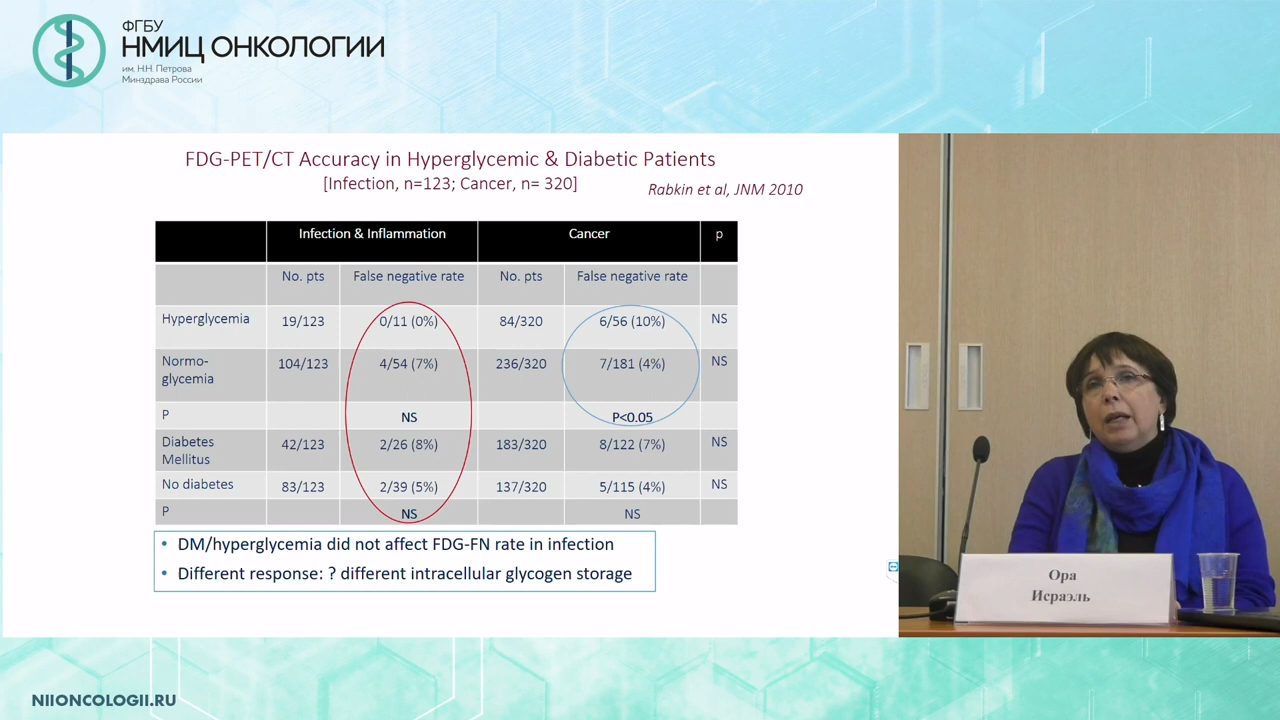 ФГБУ
НМИЦ ОНКОЛОГИИ
им. Н.Н. Петрова
Минздрава России
FDG-PET/CT Accuracy in Hyperglycemic & Diabetic Patients
[Infection, n=123; Cancer, n= 320]
Rabkin et al, JNM 2010
Infection & Inflammation Cancer p
No. pts False negative rate No. pts False negative rate
Hyperglycemia 19/123 0/11 (0%) 84/320 6/56 (10%) NS
Normo-
glycemia 104/123 4/54 (7%) 236/320 7/181 (4%) NS
P NS P<0.05
Diabetes
Mellitus 42/123 2/26 (8%) 183/320 8/122 (7%) NS
No diabetes 83/123 2/39 (5%) 137/320 5/115 (4%) NS
P NS NS
• DM/hyperglycemia did not affect FDG-FN rate in infection
• Different response: ? different intracellular glycogen storage
Ора
Исраэль
NIIONCOLOGII.RU